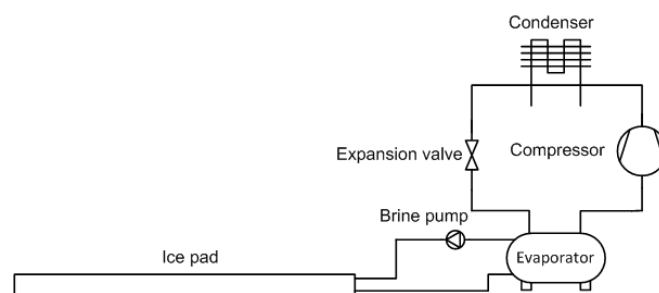 Condenser
Expansion valve
Compressor
Brine pump
Ice pad
Evaporator